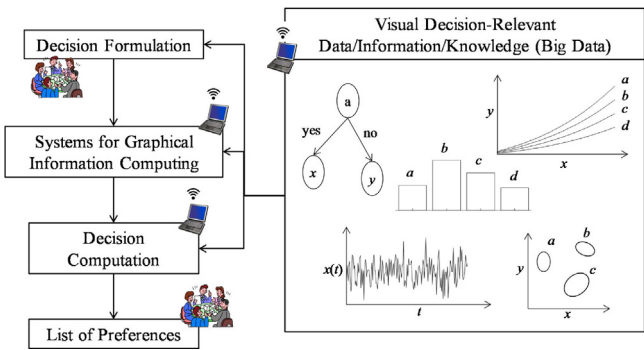 Decision Formulation
Systems for Graphical
Information Computing
Decision
Computation
List of Preferences
Visual Decision-Relevant
Data/Information/Knowledge (Big Data)
a
yes
no
x
y
a
b
c
d
y
a
b
c
d
x
x(t)
t
y
a
b
c
x